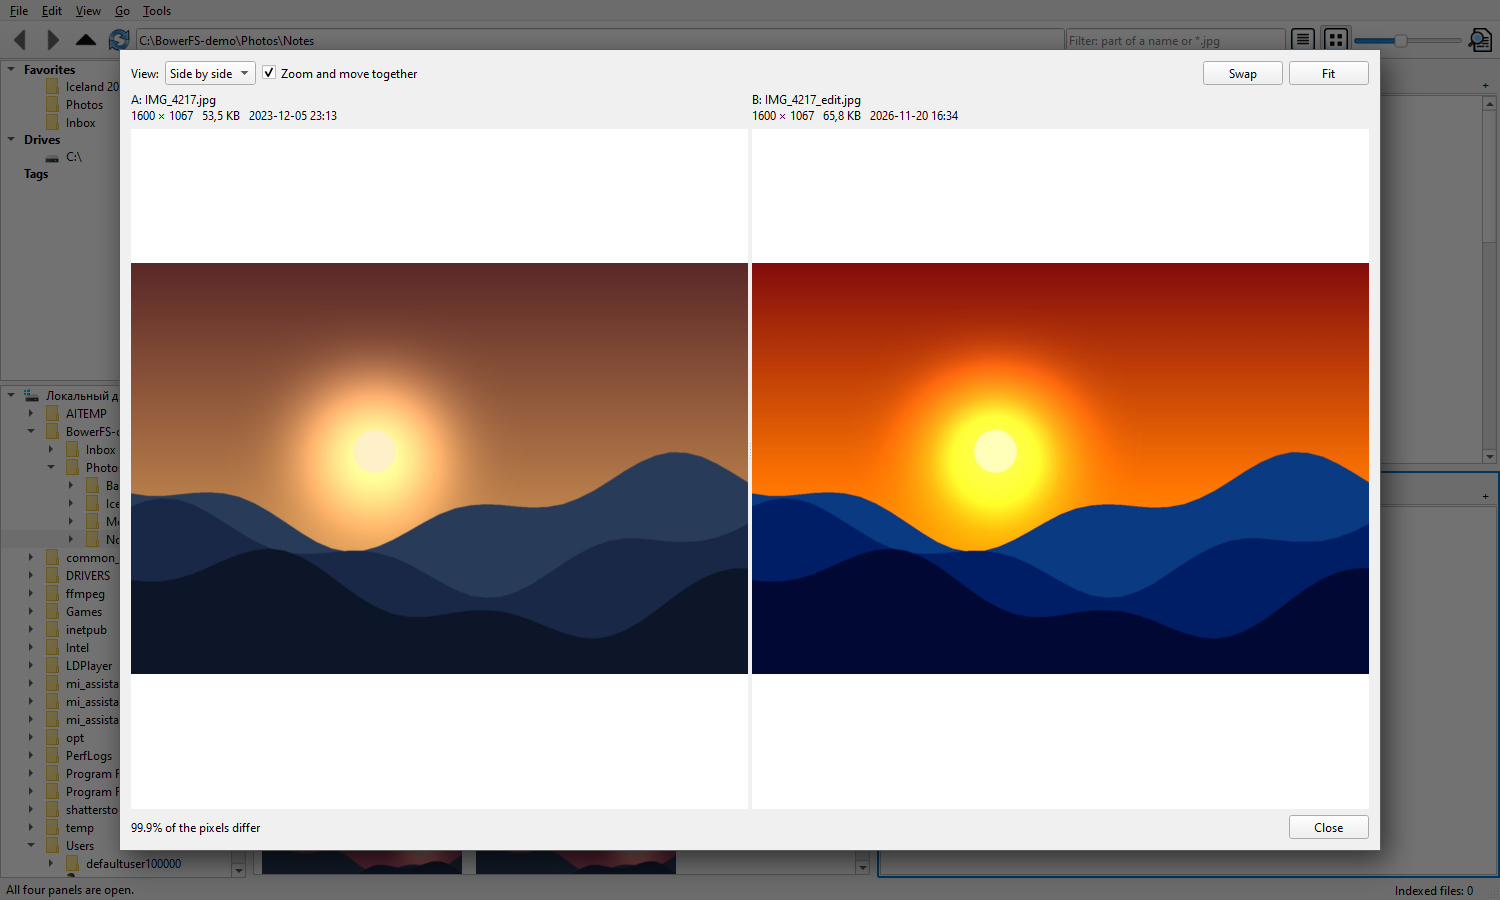 File Edit View Go Tools
C:\BowerFS-demo\Photos\Notes
Filter: part of a name or *.jpg
Favorites
Iceland 20
Photos
Inbox
Drives
C:\
Tags
Локальный д
AITEMP
BowerFS-d
Inbox
Photo
Ba
Ice
Mo
No
common_
DRIVERS
ffmpeg
Games
inetpub
Intel
LDPlayer
mi_assista
mi_assista
mi_assista
opt
PerfLogs
Program F
Program F
shattersto
temp
Users
defaultuser100000
View: Side by side Zoom and move together Swap Fit
A: IMG_4217.jpg
1600 × 1067 53,5 KB 2023-12-05 23:13
B: IMG_4217_edit.jpg
1600 × 1067 65,8 KB 2026-11-20 16:34
99.9% of the pixels differ
Close
All four panels are open.
Indexed files: 0